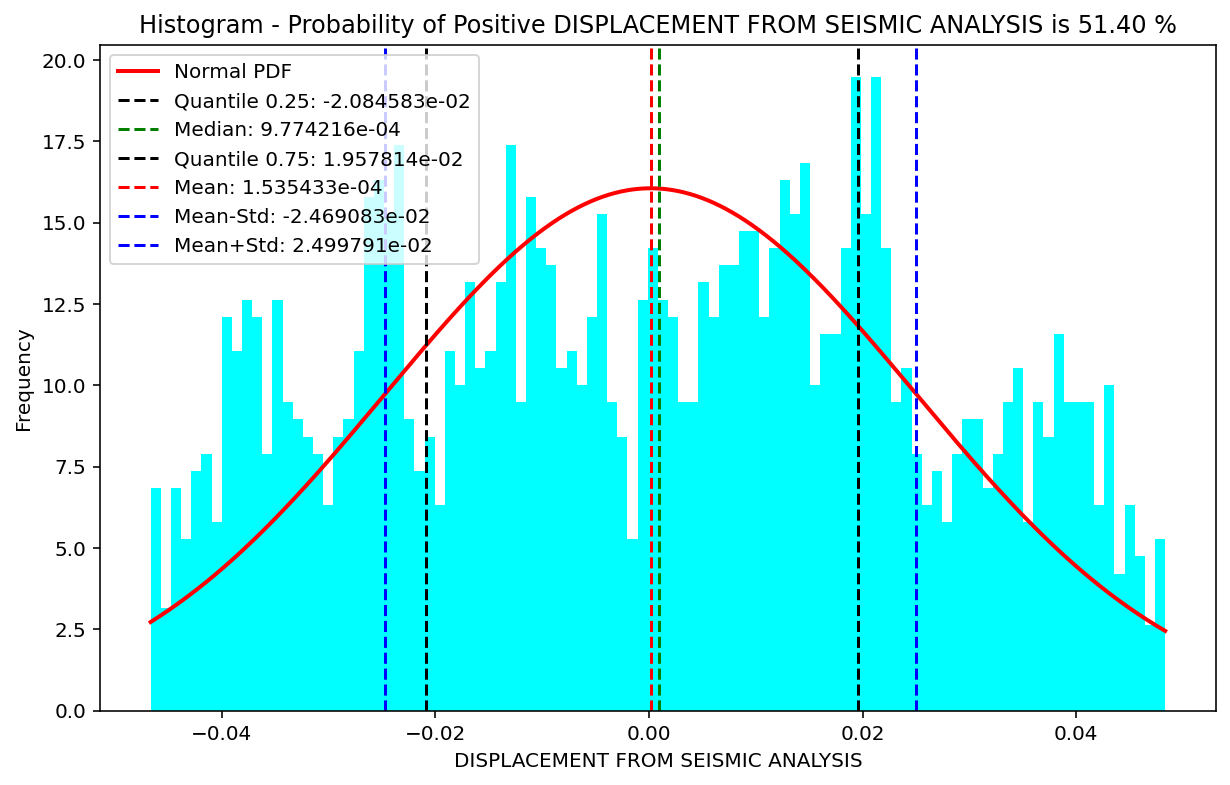 Histogram - Probability of Positive DISPLACEMENT FROM SEISMIC ANALYSIS is 51.40 %
Normal PDF
Quantile 0.25: -2.084583e-02
Median: 9.774216e-04
Quantile 0.75: 1.957814e-02
Mean: 1.535433e-04
Mean-Std: -2.469083e-02
Mean+Std: 2.499791e-02
20.0
17.5
15.0
12.5
10.0
7.5
5.0
2.5
0.0
Frequency
−0.04 −0.02 0.00 0.02 0.04
DISPLACEMENT FROM SEISMIC ANALYSIS